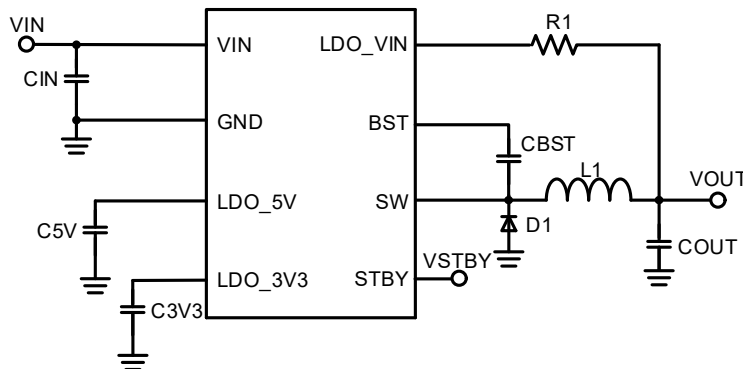 VIN
CIN
C5V
C3V3
VIN
GND
LDO_5V
LDO_3V3
LDO_VIN
BST
SW
STBY
R1
CBST
L1
D1
VSTBY
VOUT
COUT